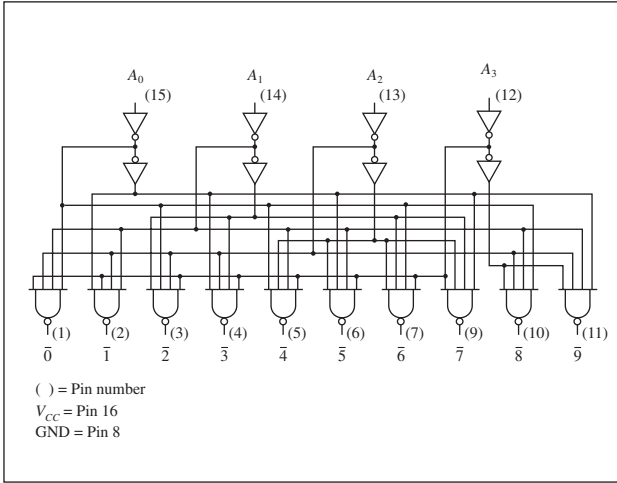 A₀ A₁ A₂ A₃
(15) (14) (13) (12)
(1) (2) (3) (4) (5) (6) (7) (9) (10) (11)
0̅ 1̅ 2̅ 3̅ 4̅ 5̅ 6̅ 7̅ 8̅ 9̅
( ) = Pin number
V_CC = Pin 16
GND = Pin 8